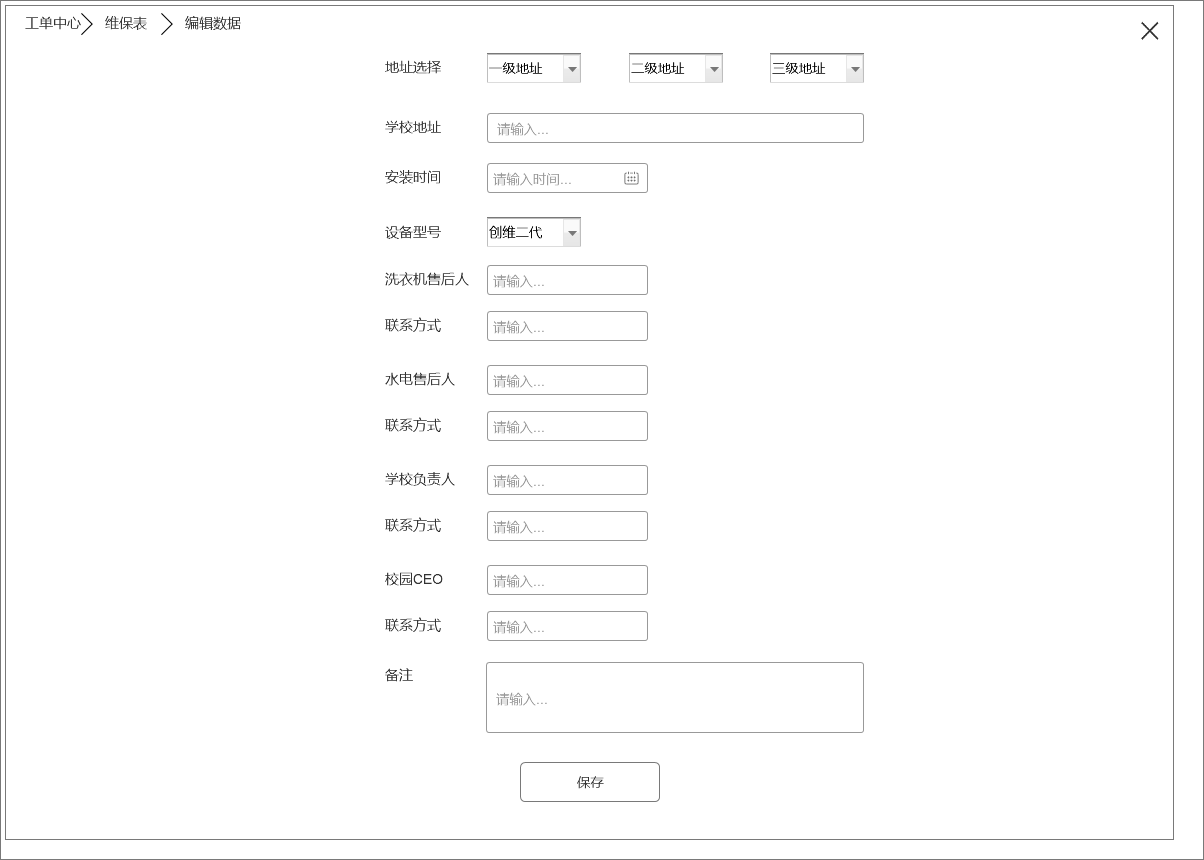 工单中心 维保表 编辑数据
地址选择 一级地址 二级地址 三级地址
学校地址 请输入...
安装时间 请输入时间...
设备型号 创维二代
洗衣机售后人 请输入...
联系方式 请输入...
水电售后人 请输入...
联系方式 请输入...
学校负责人 请输入...
联系方式 请输入...
校园CEO 请输入...
联系方式 请输入...
备注 请输入...
保存